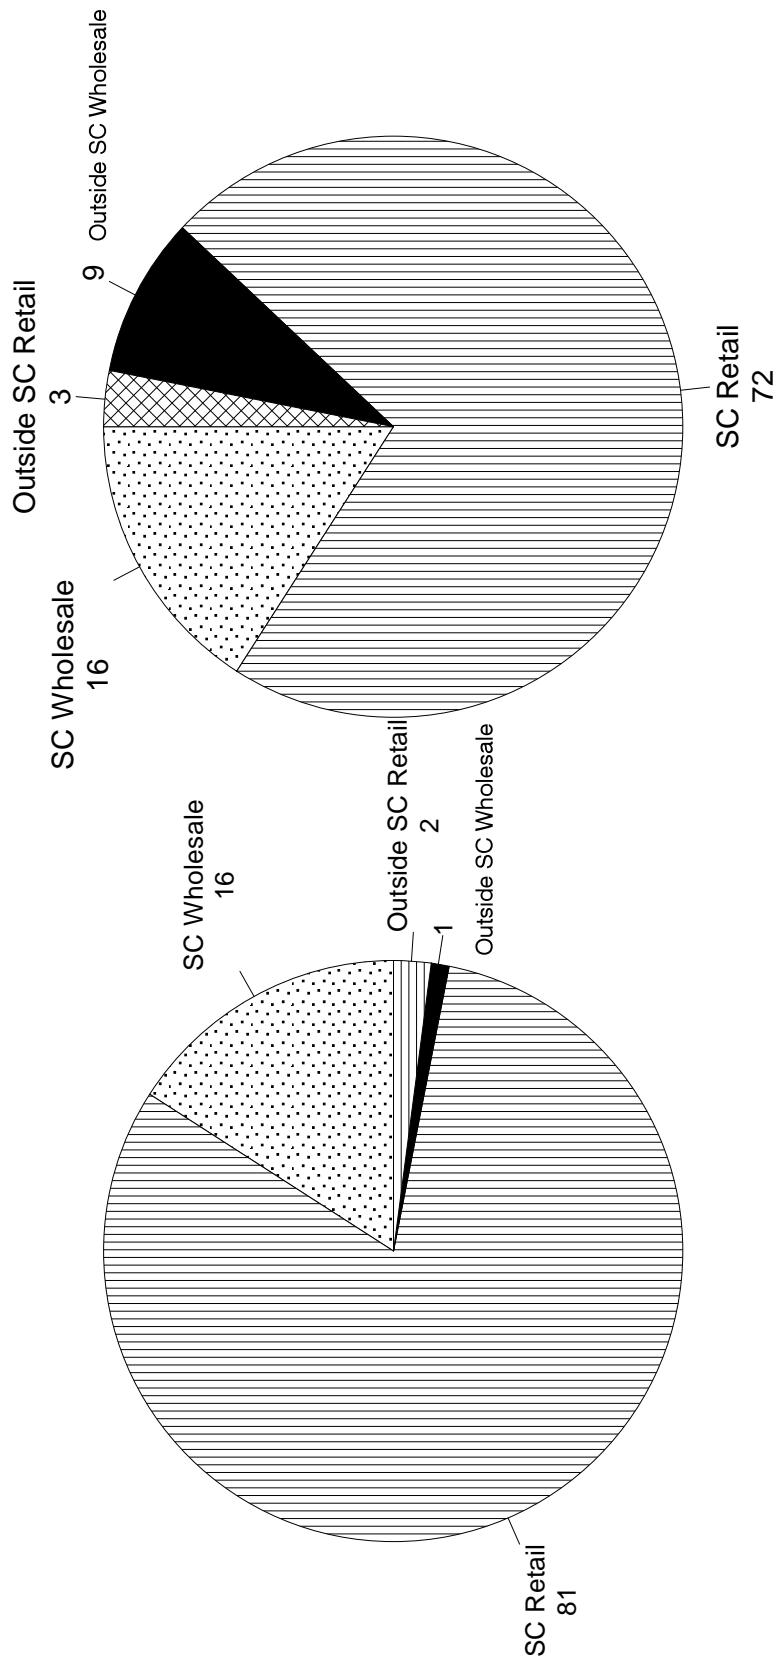 SC Wholesale
16
Outside SC Retail
2
1
Outside SC Wholesale
SC Retail
81
Outside SC Retail
3
9
Outside SC Wholesale
SC Wholesale
16
SC Retail
72